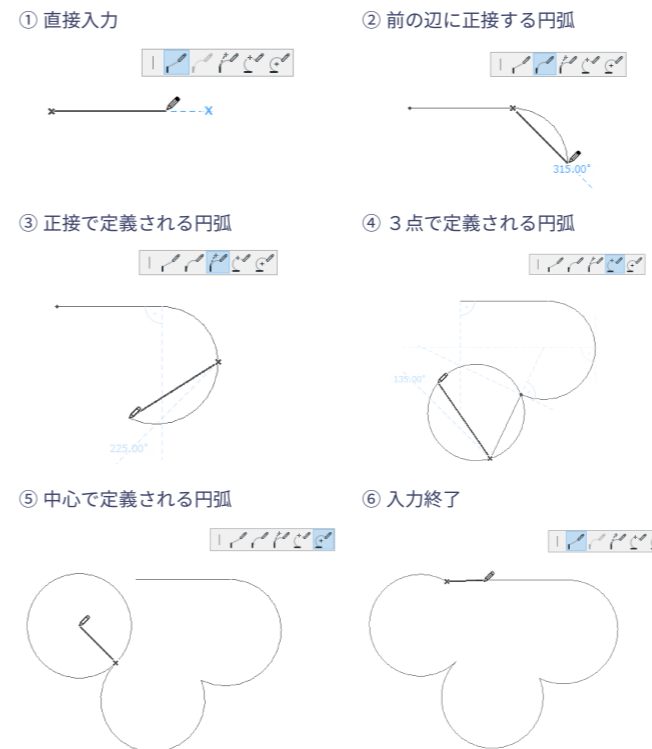 ① 直接入力
② 前の辺に正接する円弧
x
315.00°
③ 正接で定義される円弧
④ 3点で定義される円弧
135.00°
225.00°
⑤ 中心で定義される円弧
⑥ 入力終了